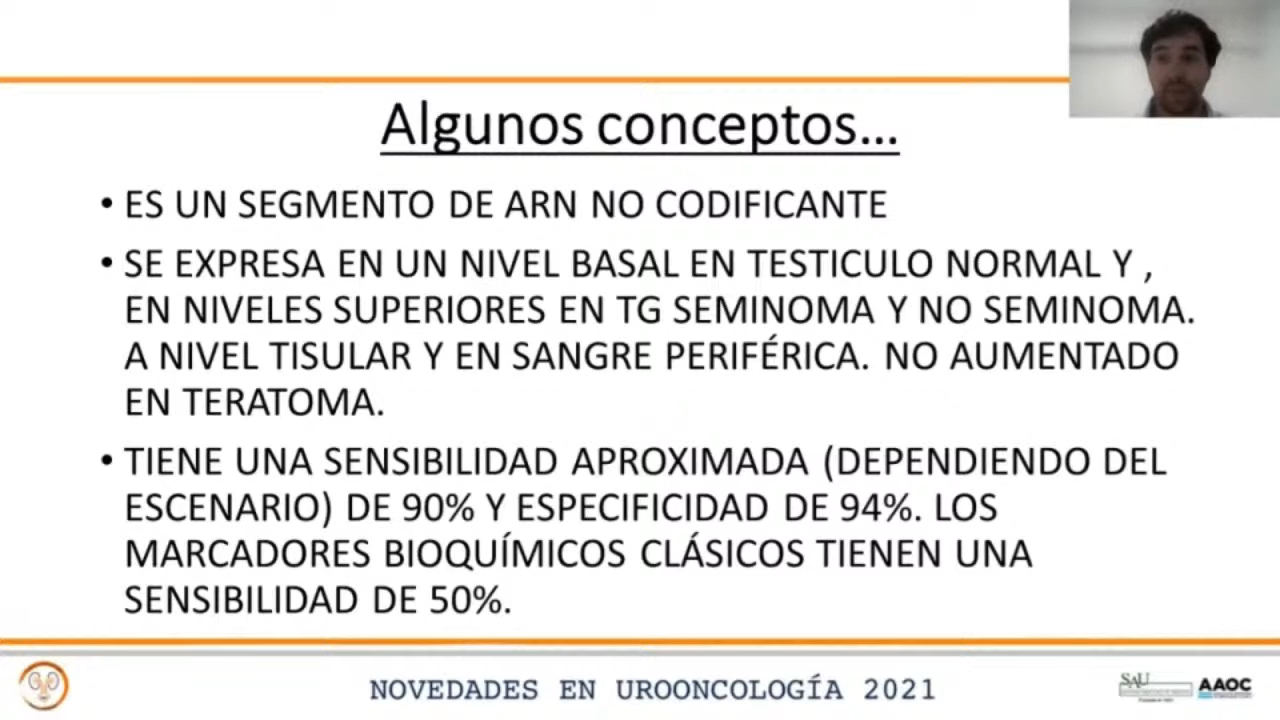 Algunos conceptos...
• ES UN SEGMENTO DE ARN NO CODIFICANTE
• SE EXPRESA EN UN NIVEL BASAL EN TESTICULO NORMAL Y ,
EN NIVELES SUPERIORES EN TG SEMINOMA Y NO SEMINOMA.
A NIVEL TISULAR Y EN SANGRE PERIFÉRICA. NO AUMENTADO
EN TERATOMA.
• TIENE UNA SENSIBILIDAD APROXIMADA (DEPENDIENDO DEL
ESCENARIO) DE 90% Y ESPECIFICIDAD DE 94%. LOS
MARCADORES BIOQUÍMICOS CLÁSICOS TIENEN UNA
SENSIBILIDAD DE 50%.
NOVEDADES EN UROONCOLOGÍA 2021
SAU
AAOC